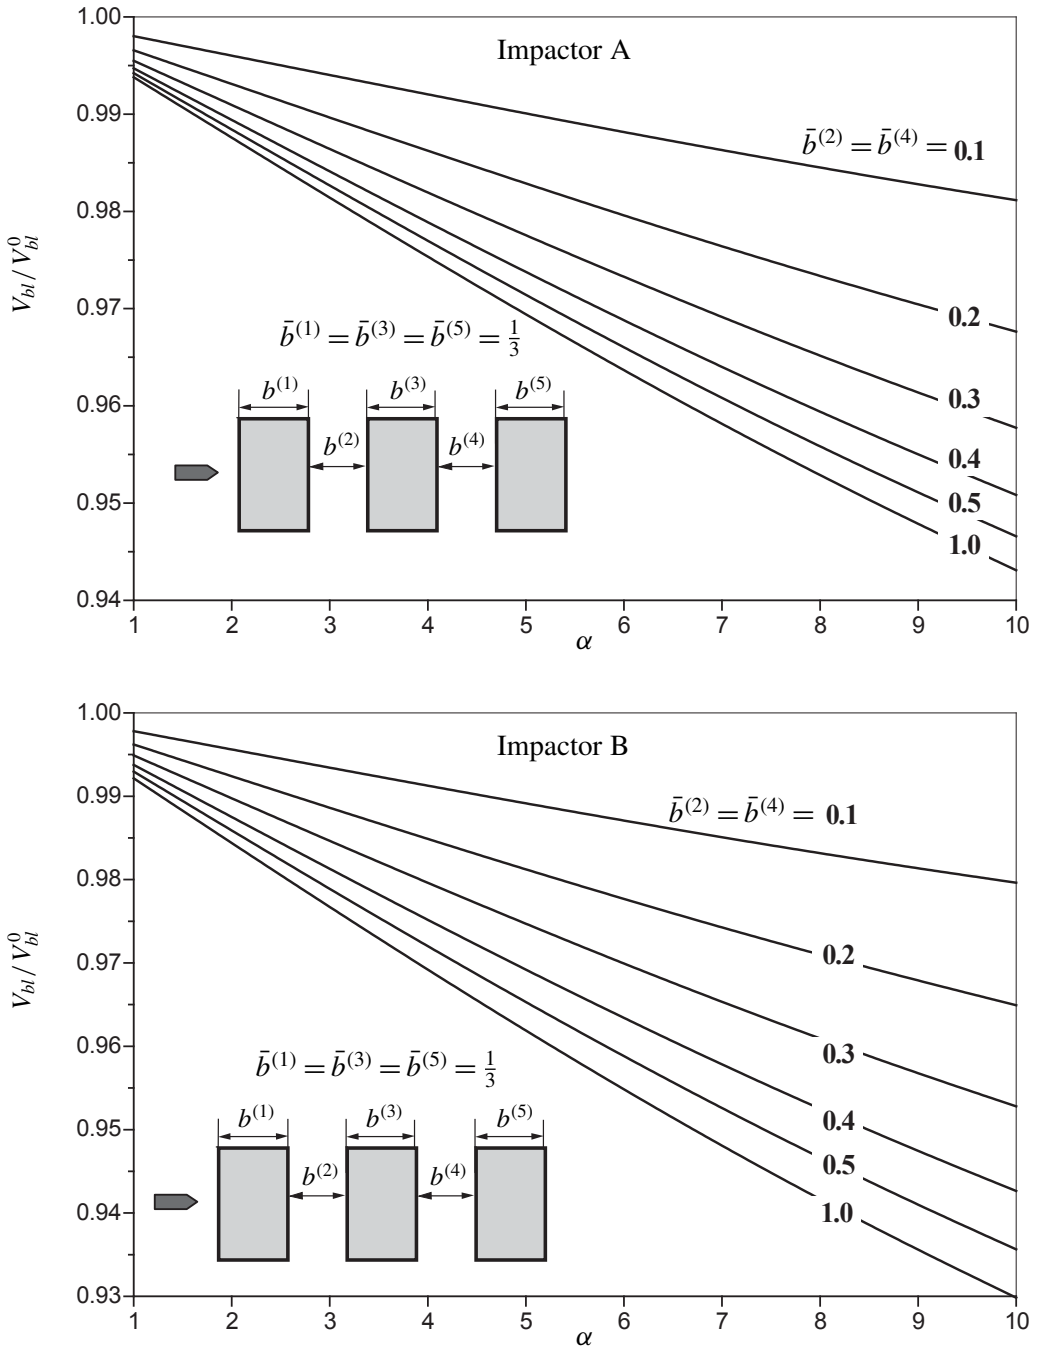 1.00
Impactor A
0.99
b̄⁽²⁾ = b̄⁽⁴⁾ = 0.1
0.98
V_bl / V⁰_bl
0.97
0.2
b̄⁽¹⁾ = b̄⁽³⁾ = b̄⁽⁵⁾ = 1/3
0.96
b⁽¹⁾ b⁽³⁾ b⁽⁵⁾
0.3
b⁽²⁾ b⁽⁴⁾
0.4
0.95
0.5
1.0
0.94
1 2 3 4 5 6 7 8 9 10
α
1.00
Impactor B
0.99
b̄⁽²⁾ = b̄⁽⁴⁾ = 0.1
0.98
V_bl / V⁰_bl
0.97
0.2
0.96
0.3
b̄⁽¹⁾ = b̄⁽³⁾ = b̄⁽⁵⁾ = 1/3
0.95
b⁽¹⁾ b⁽³⁾ b⁽⁵⁾
0.4
b⁽²⁾ b⁽⁴⁾
0.5
0.94
1.0
0.93
1 2 3 4 5 6 7 8 9 10
α